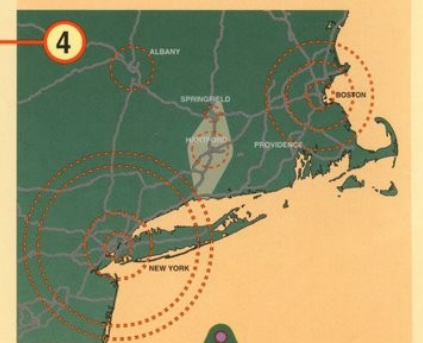 4
ALBANY
SPRINGFIELD
BOSTON
HARTFORD
PROVIDENCE
NEW YORK